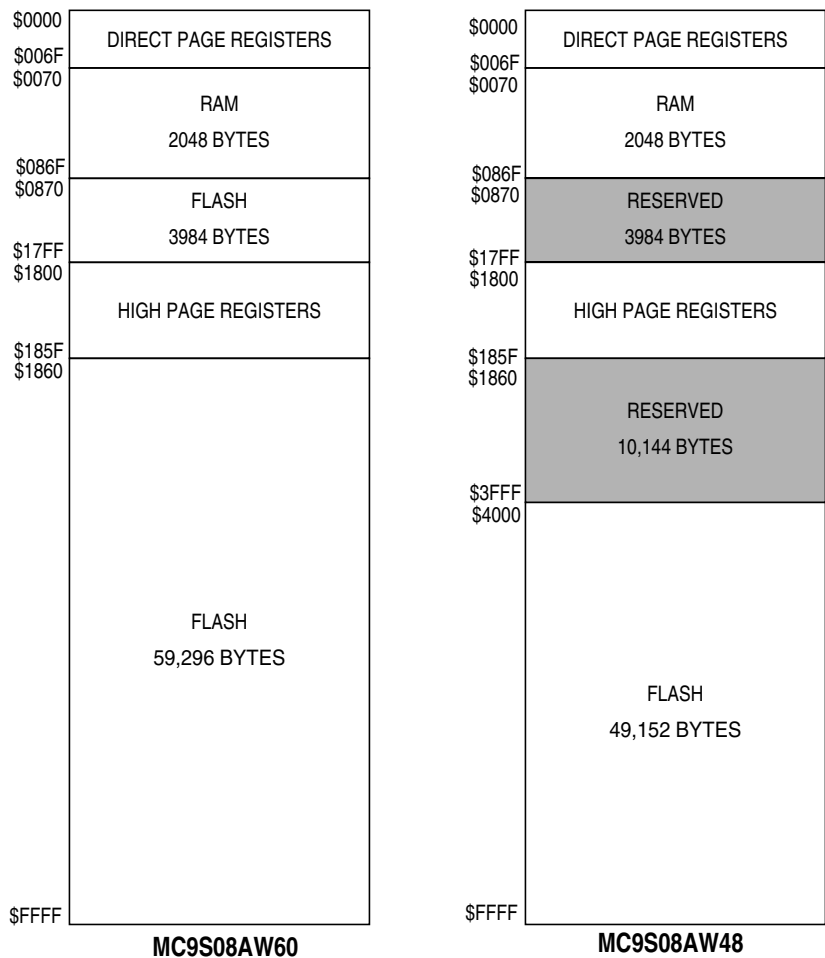 $0000
DIRECT PAGE REGISTERS
$006F
$0070
RAM
2048 BYTES
$086F
$0870
FLASH
3984 BYTES
$17FF
$1800
HIGH PAGE REGISTERS
$185F
$1860
FLASH
59,296 BYTES
$FFFF
MC9S08AW60
$0000
DIRECT PAGE REGISTERS
$006F
$0070
RAM
2048 BYTES
$086F
$0870
RESERVED
3984 BYTES
$17FF
$1800
HIGH PAGE REGISTERS
$185F
$1860
RESERVED
10,144 BYTES
$3FFF
$4000
FLASH
49,152 BYTES
$FFFF
MC9S08AW48